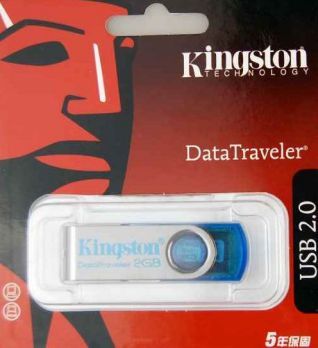 Kingston®
TECHNOLOGY
DataTraveler®
USB 2.0
Kingston®
DataTraveler 2GB
5年保固